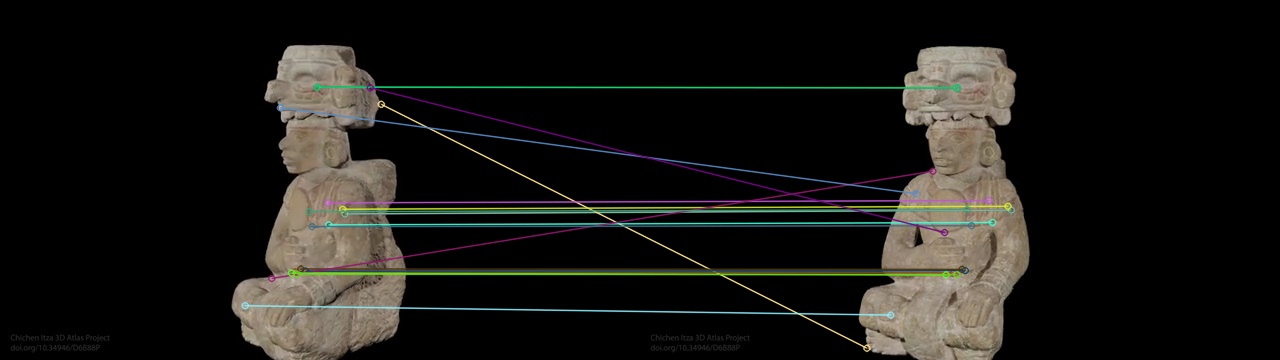 Chichen Itza 3D Atlas Project
doi.org/10.34946/D6B88P
Chichen Itza 3D Atlas Project
doi.org/10.34946/D6B88P